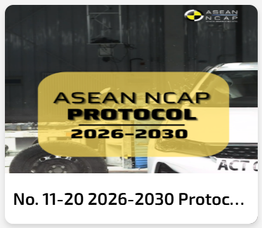 ASEAN
NCAP
ASEAN NCAP
PROTOCOL
2026-2030
ACT
No. 11-20 2026-2030 Protoc...